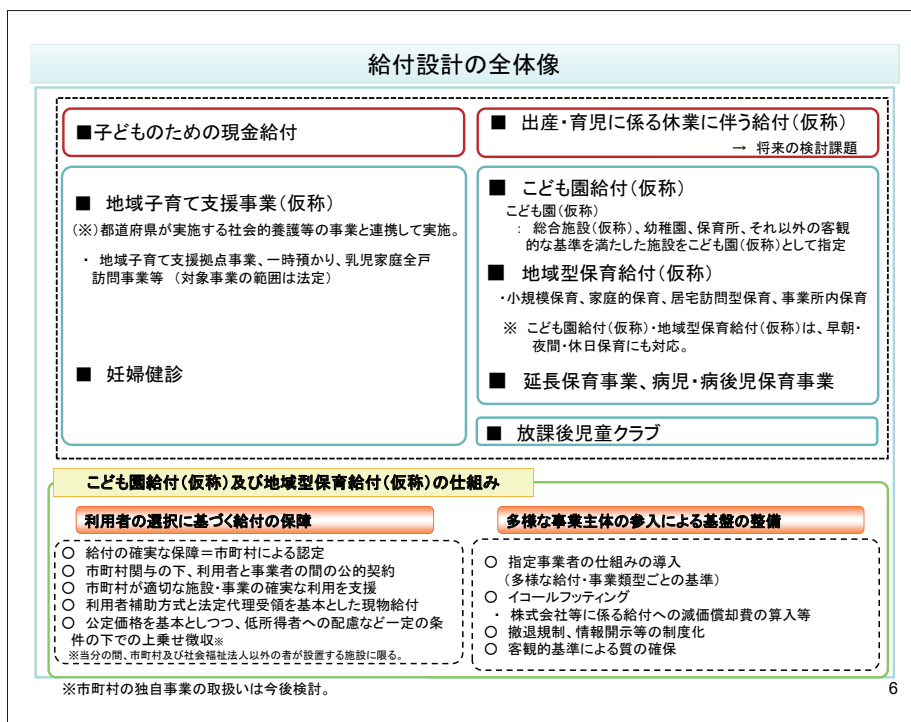 給付設計の全体像
■子どものための現金給付
■ 出産・育児に係る休業に伴う給付(仮称)
→ 将来の検討課題
■ 地域子育て支援事業(仮称)
(※)都道府県が実施する社会的養護等の事業と連携して実施。
・ 地域子育て支援拠点事業、一時預かり、乳児家庭全戸
訪問事業等 (対象事業の範囲は法定)
■ 妊婦健診
■ こども園給付(仮称)
こども園(仮称)
: 総合施設(仮称)、幼稚園、保育所、それ以外の客観
的な基準を満たした施設をこども園(仮称)として指定
■ 地域型保育給付(仮称)
・小規模保育、家庭的保育、居宅訪問型保育、事業所内保育
※ こども園給付(仮称)・地域型保育給付(仮称)は、早朝・
夜間・休日保育にも対応。
■ 延長保育事業、病児・病後児保育事業
■ 放課後児童クラブ
こども園給付(仮称)及び地域型保育給付(仮称)の仕組み
利用者の選択に基づく給付の保障
○ 給付の確実な保障=市町村による認定
○ 市町村関与の下、利用者と事業者の間の公的契約
○ 市町村が適切な施設・事業の確実な利用を支援
○ 利用者補助方式と法定代理受領を基本とした現物給付
○ 公定価格を基本としつつ、低所得者への配慮など一定の条
件の下での上乗せ徴収※
※当分の間、市町村及び社会福祉法人以外の者が設置する施設に限る。
多様な事業主体の参入による基盤の整備
○ 指定事業者の仕組みの導入
(多様な給付・事業類型ごとの基準)
○ イコールフッティング
・ 株式会社等に係る給付への減価償却費の算入等
○ 撤退規制、情報開示等の制度化
○ 客観的基準による質の確保
※市町村の独自事業の取扱いは今後検討。
6